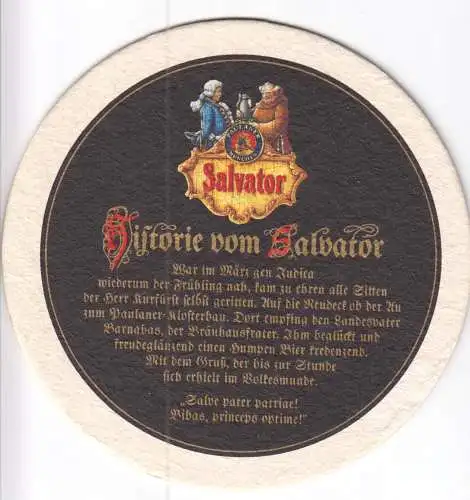 PAULANER
MÜNCHEN
Salvator
Historie vom Salvator
War im März gen Judica
wiederum der Frühling nah, kam zu ehren alle Sitten
der Herr Kurfürst selbst geritten. Auf die Neudeck ob der Au
zum Paulaner-Klosterbau. Dort empfing den Landesvater
Barnabas, der Bräuhausfrater. Ihm beglückt und
freudeglänzend einen Humpen Bier kredenzend.
Mit dem Gruß, der bis zur Stunde
sich erhielt im Volkesmunde.
„Salve pater patriae!
Bibas, princeps optime!"